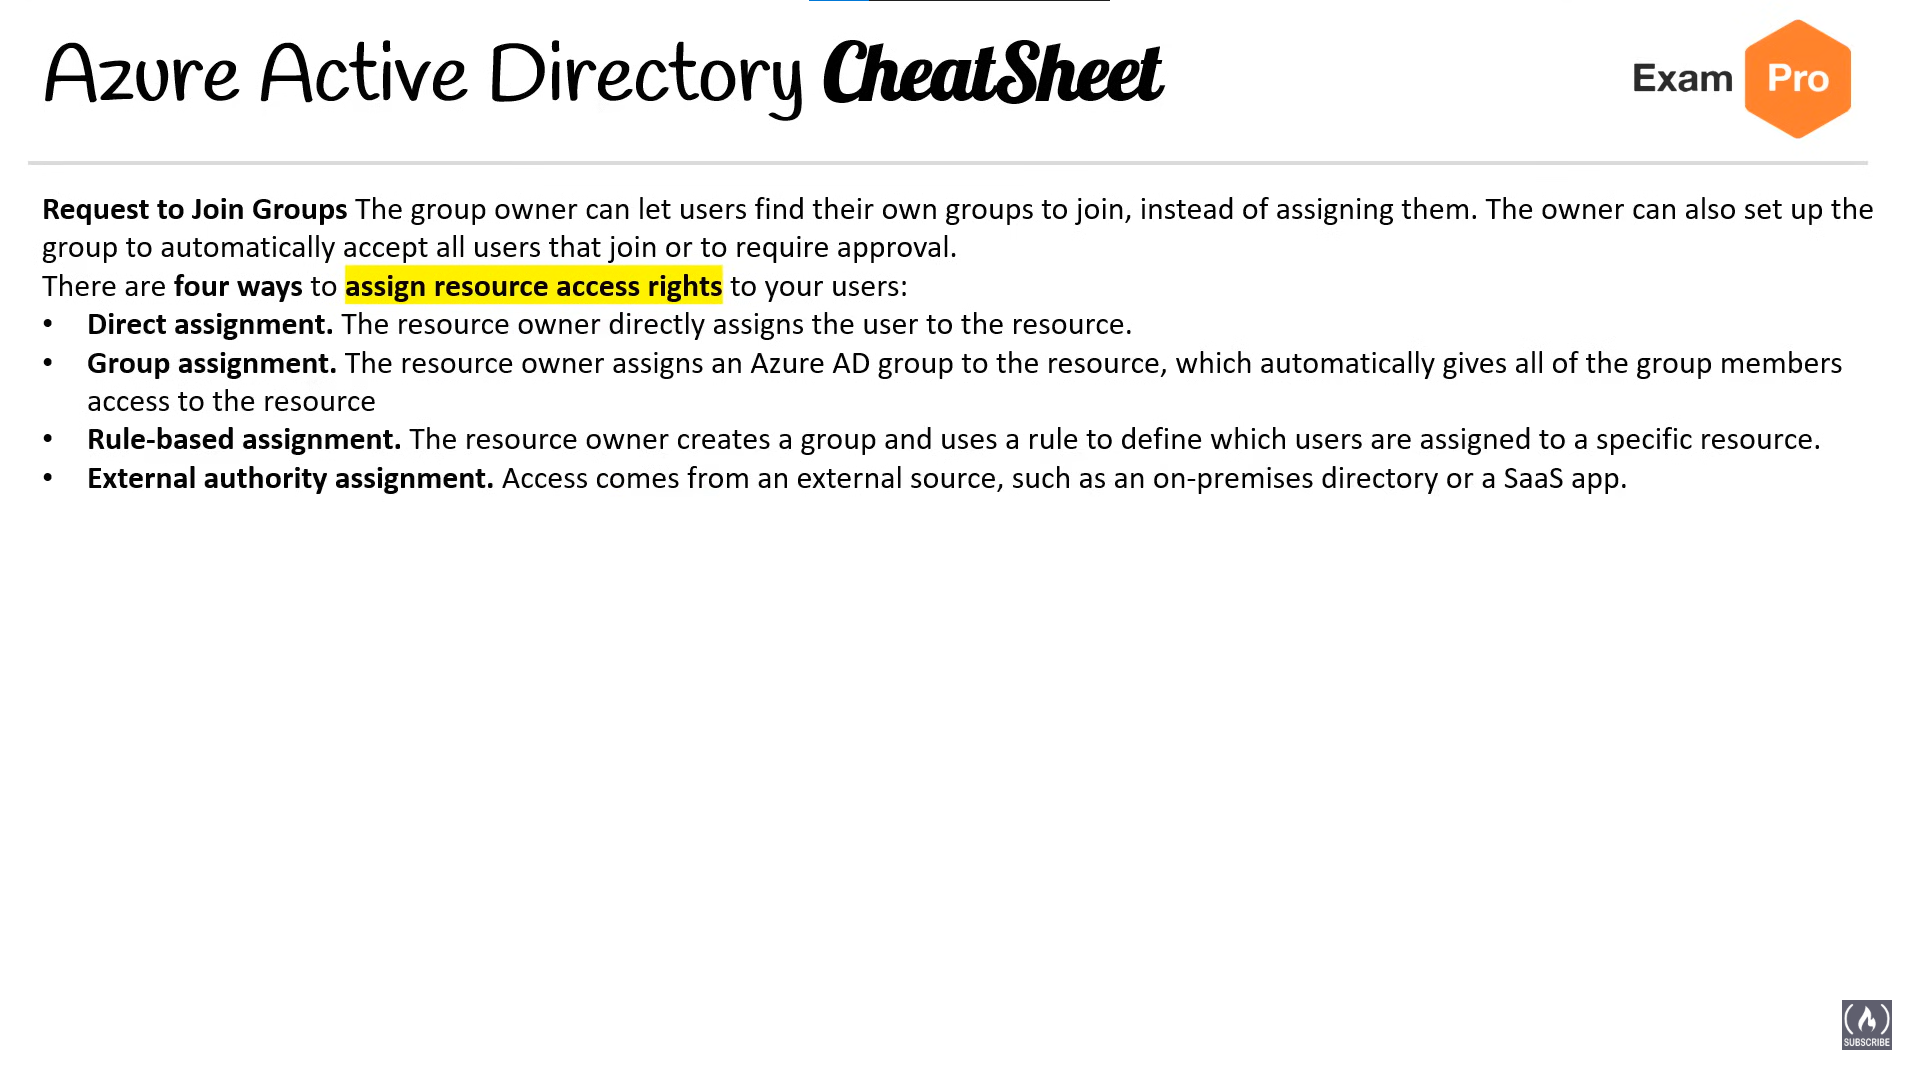 Azure Active Directory CheatSheet
Exam Pro
Request to Join Groups The group owner can let users find their own groups to join, instead of assigning them. The owner can also set up the
group to automatically accept all users that join or to require approval.
There are four ways to assign resource access rights to your users:
• Direct assignment. The resource owner directly assigns the user to the resource.
• Group assignment. The resource owner assigns an Azure AD group to the resource, which automatically gives all of the group members
access to the resource
• Rule-based assignment. The resource owner creates a group and uses a rule to define which users are assigned to a specific resource.
• External authority assignment. Access comes from an external source, such as an on-premises directory or a SaaS app.
SUBSCRIBE